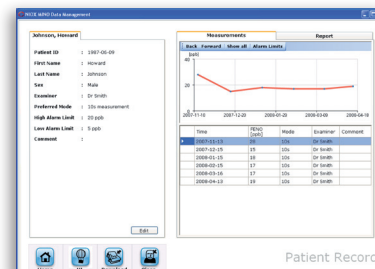 NIOX MINO Data Management
Johnson, Howard
Patient ID : 1987-06-09
First Name : Howard
Last Name : Johnson
Sex : Male
Examiner : Dr Smith
Preferred Mode : 10s measurement
High Alarm Limit : 20 ppb
Low Alarm Limit : 5 ppb
Comment :
Edit
Measurements Report
Back Forward Show all Alarm Limits
[ppb]
40
20
0
2007-11-10 2007-12-20 2008-01-29 2008-03-09 2008-04-18
Time FENO [ppb] Mode Examiner Comment
2007-11-13 10s Dr Smith
2007-12-15 15 10s Dr Smith
2008-01-15 18 10s Dr Smith
2008-02-15 17 10s Dr Smith
2008-03-16 17 10s Dr Smith
2008-04-13 19 10s Dr Smith
Patient Record